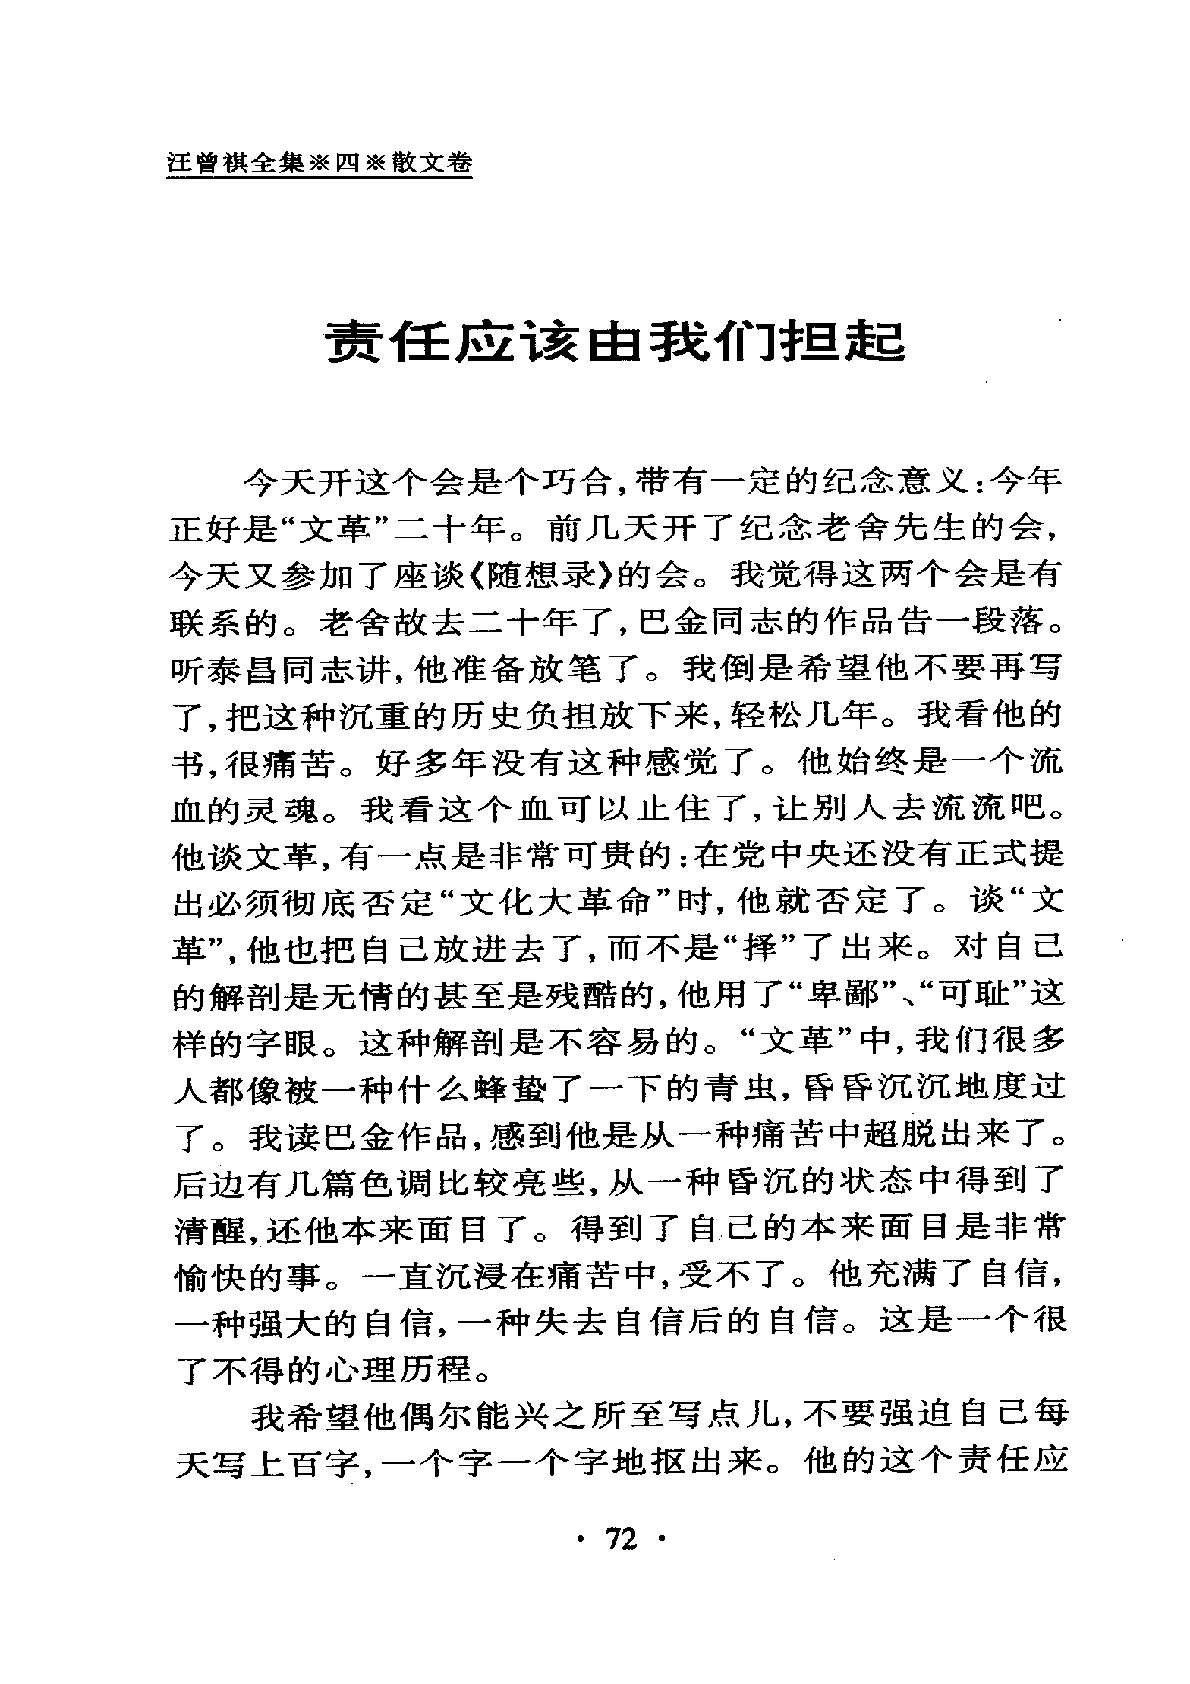 汪曾祺全集※四※散文卷
责任应该由我们担起
今天开这个会是个巧合,带有一定的纪念意义:今年
正好是“文革”二十年。前几天开了纪念老舍先生的会,
今天又参加了座谈《随想录》的会。我觉得这两个会是有
联系的。老舍故去二十年了,巴金同志的作品告一段落。
听泰昌同志讲,他准备放笔了。我倒是希望他不要再写
了,把这种沉重的历史负担放下来,轻松几年。我看他的
书,很痛苦。好多年没有这种感觉了。他始终是一个流
血的灵魂。我看这个血可以止住了,让别人去流流吧。
他谈文革,有一点是非常可贵的:在党中央还没有正式提
出必须彻底否定“文化大革命”时,他就否定了。谈“文
革”,他也把自己放进去了,而不是“择”了出来。对自己
的解剖是无情的甚至是残酷的,他用了“卑鄙”、“可耻”这
样的字眼。这种解剖是不容易的。“文革”中,我们很多
人都像被一种什么蜂蛰了一下的青虫,昏昏沉沉地度过
了。我读巴金作品,感到他是从一种痛苦中超脱出来了。
后边有几篇色调比较亮些,从一种昏沉的状态中得到了
清醒,还他本来面目了。得到了自己的本来面目是非常
愉快的事。一直沉浸在痛苦中,受不了。他充满了自信,
一种强大的自信,一种失去自信后的自信。这是一个很
了不得的心理历程。
我希望他偶尔能兴之所至写点儿,不要强迫自己每
天写上百字,一个字一个字地抠出来。他的这个责任应
· 72 ·